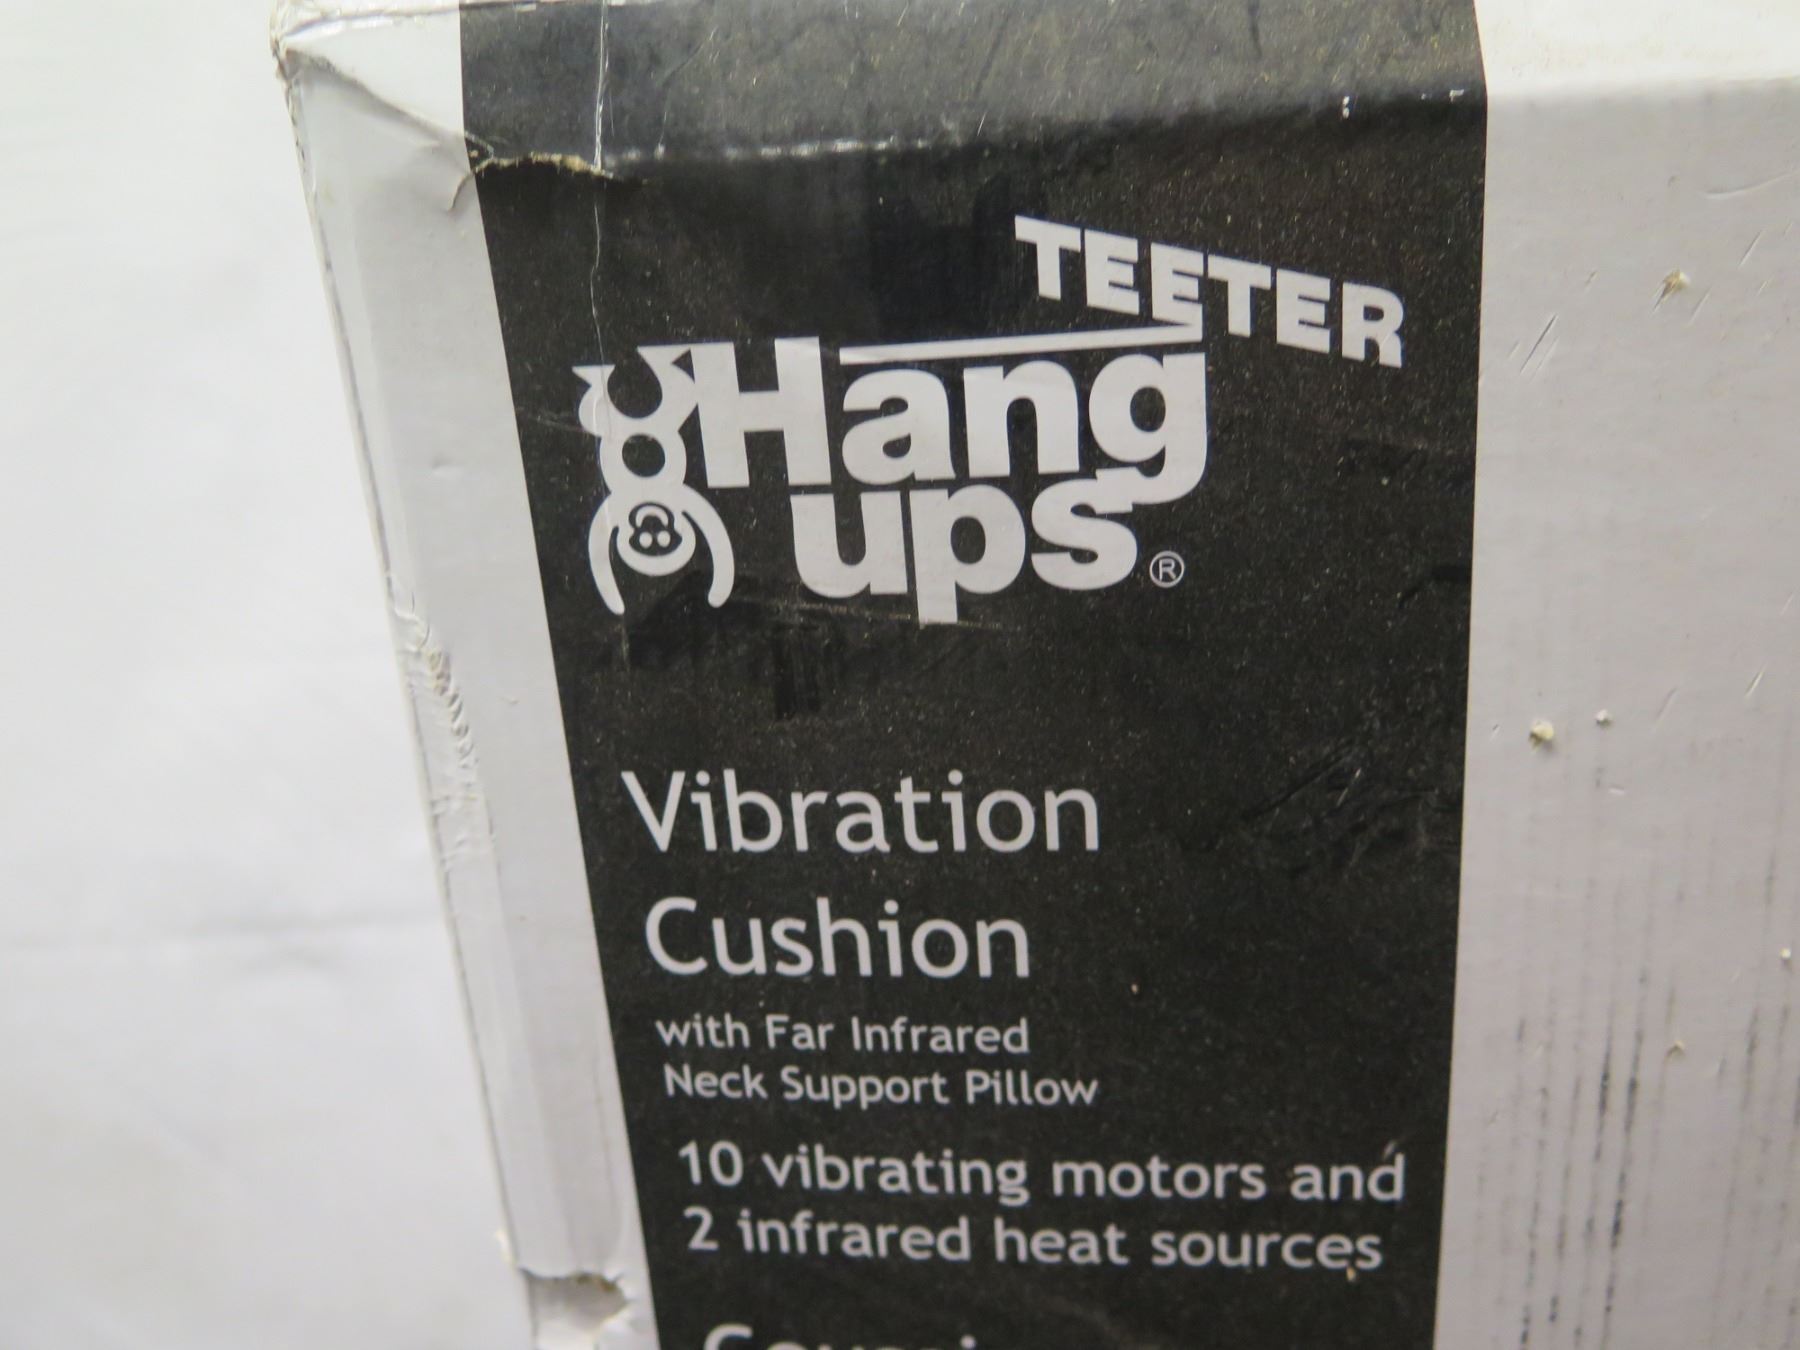 TEETER
Hang
ups®
Vibration
Cushion
with Far Infrared
Neck Support Pillow
10 vibrating motors and
2 infrared heat sources